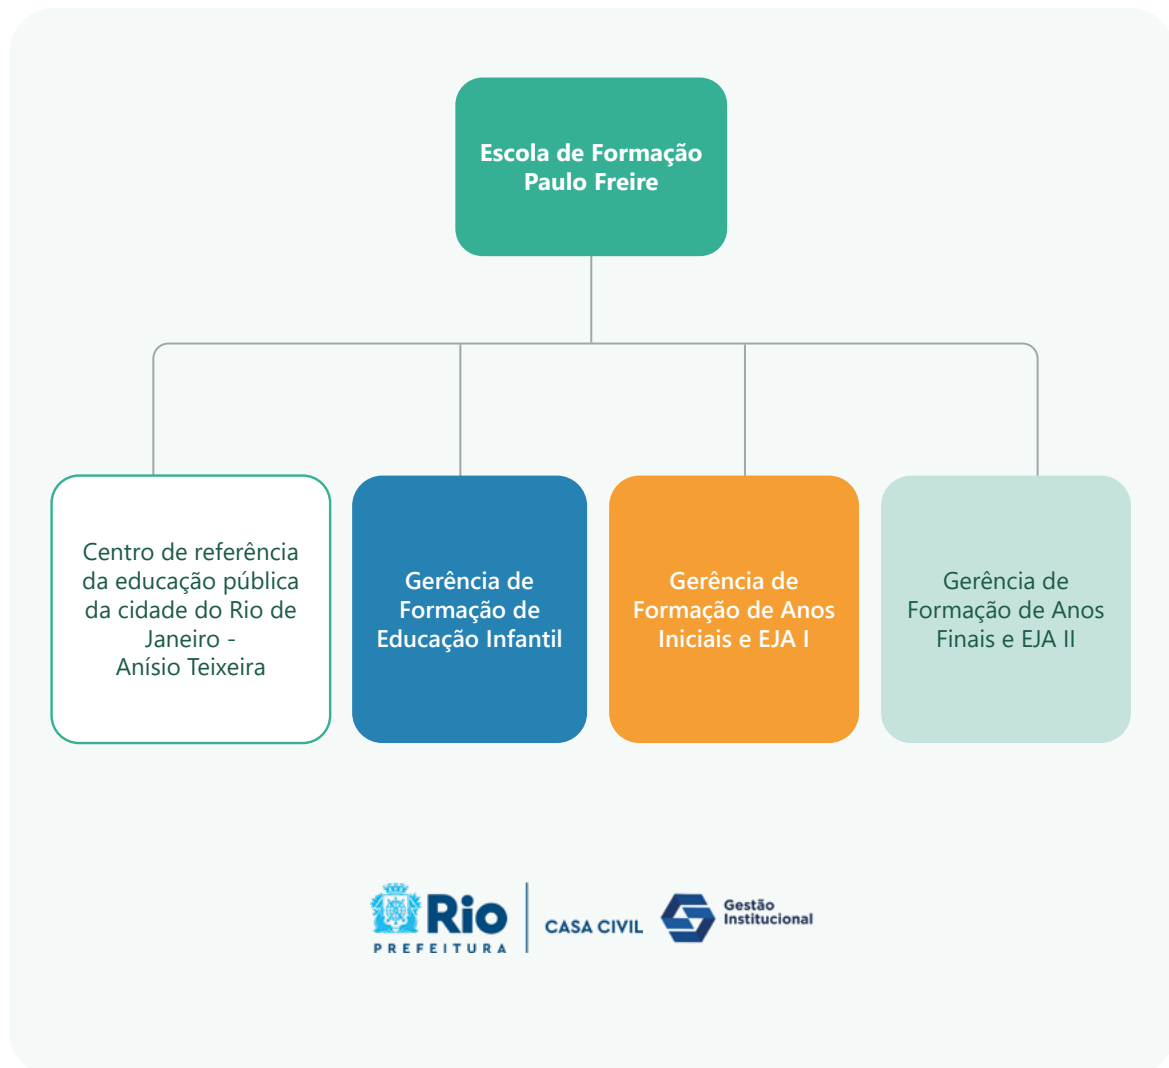 Escola de Formação
Paulo Freire
Centro de referência
da educação pública
da cidade do Rio de
Janeiro -
Anísio Teixeira
Gerência de
Formação de
Educação Infantil
Gerência de
Formação de Anos
Iniciais e EJA I
Gerência de
Formação de Anos
Finais e EJA II
Rio
PREFEITURA
CASA CIVIL
Gestão
Institucional